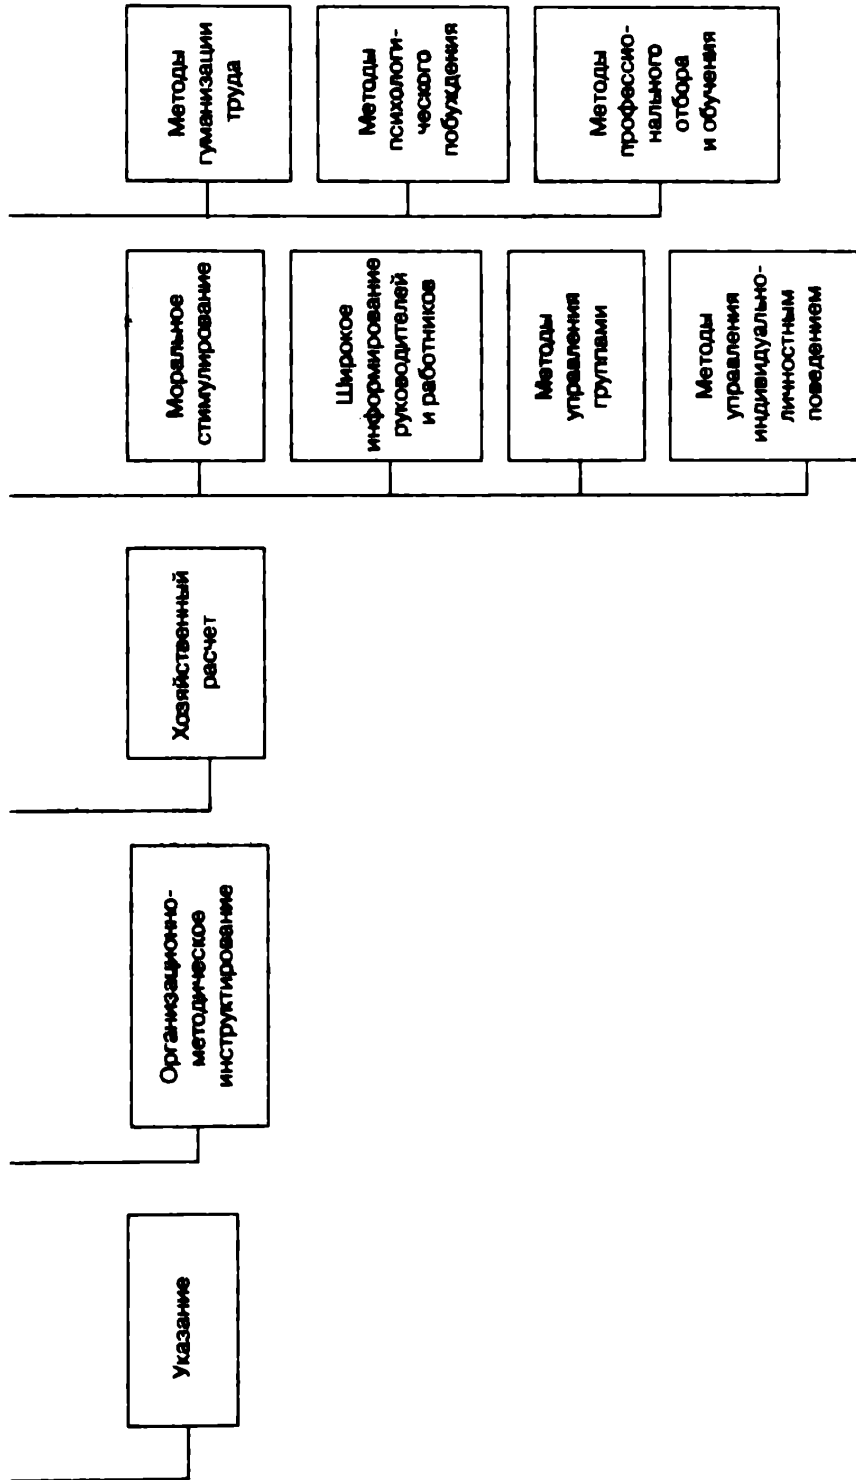 Указание
Организационно-
методическое
инструктирование
Хозяйственный
расчет
Моральное
стимулирование
Широкое
информирование
руководителей
и работников
Методы
управления
группами
Методы
управления
индивидуально-
личностным
поведением
Методы
гуманизации
труда
Методы
психологи-
ческого
побуждения
Методы
профессио-
нального
отбора
и обучения